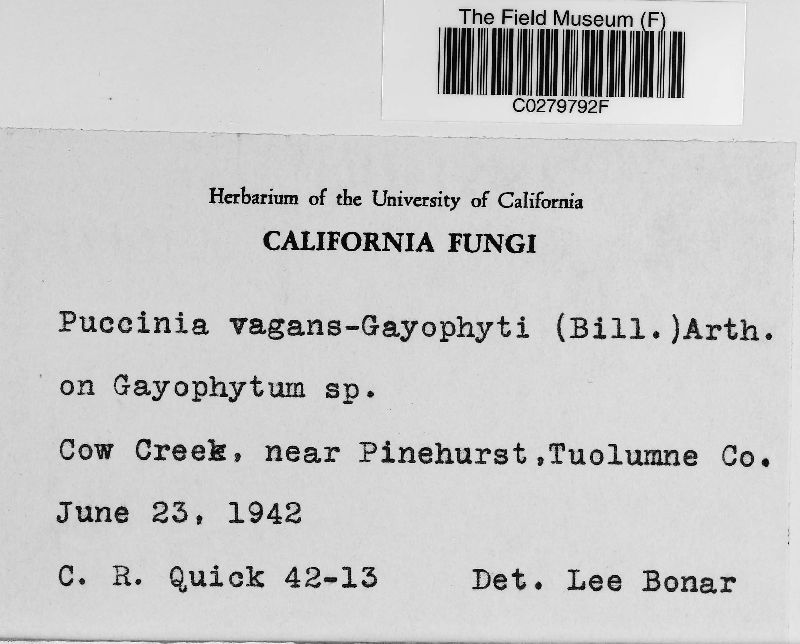 The Field Museum (F)
C0279792F
Herbarium of the University of California
CALIFORNIA FUNGI
Puccinia vagans-Gayophyti (Bill.)Arth.
on Gayophytum sp.
Cow Creek, near Pinehurst,Tuolumne Co.
June 23, 1942
C. R. Quick 42-13 Det. Lee Bonar